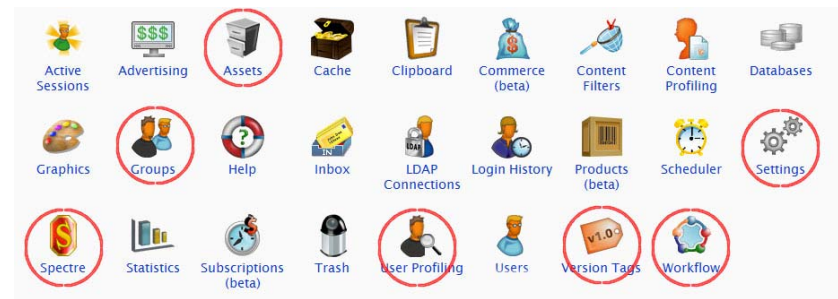 $$$
Active Sessions
Advertising
Assets
Cache
Clipboard
Commerce (beta)
Content Filters
Content Profiling
Databases
Graphics
Groups
?
Help
IN
Inbox
LDAP
LDAP Connections
Login History
Products (beta)
Scheduler
Settings
S
Spectre
Statistics
$
Subscriptions (beta)
Trash
User Profiling
Users
v1.0
Version Tags
Workflow